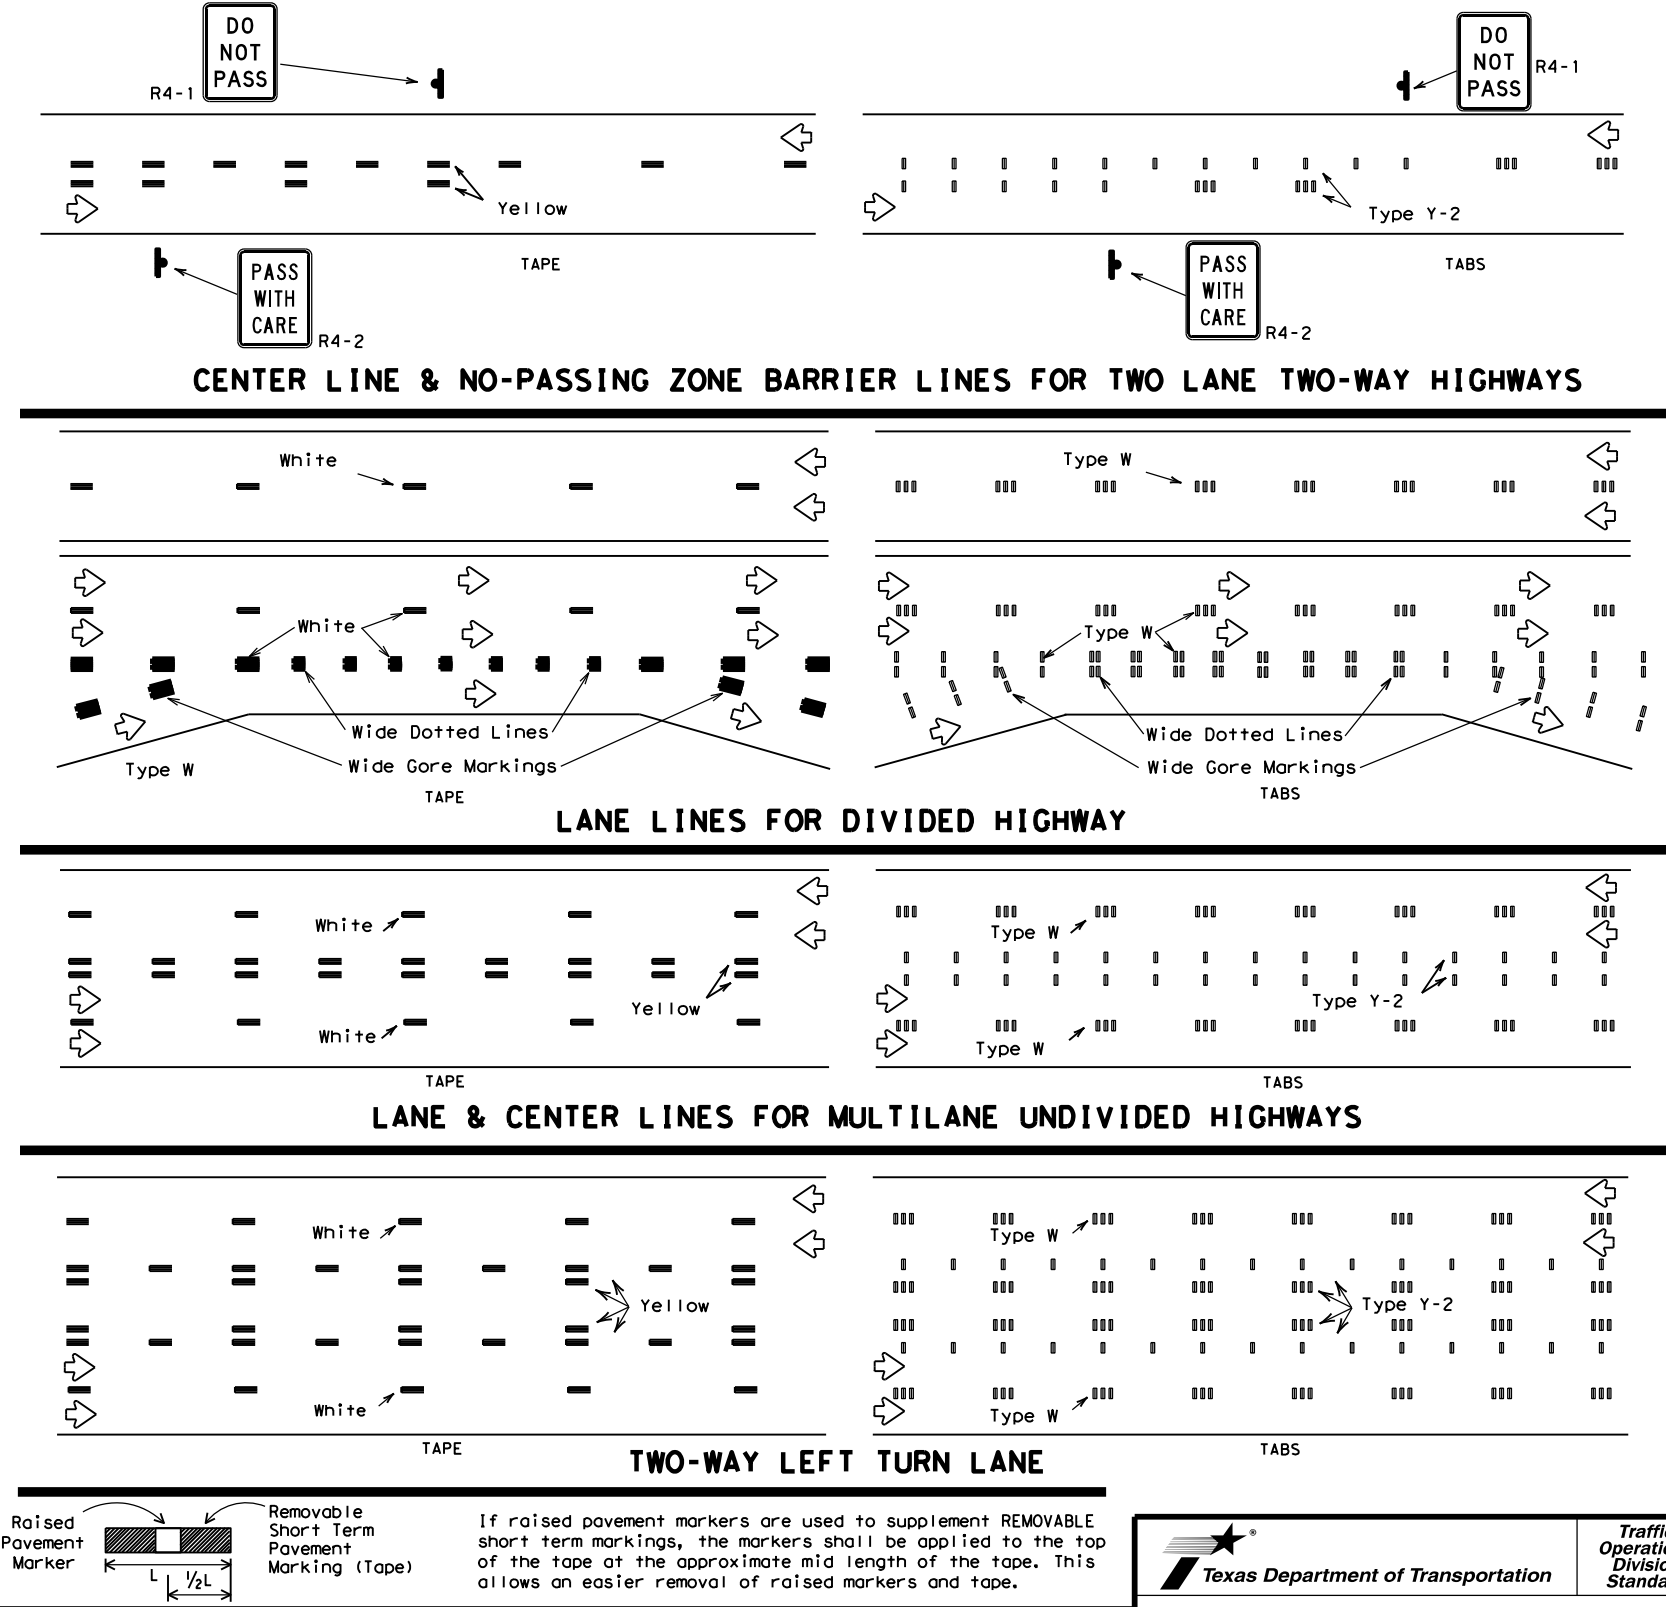 DO
NOT
PASS
R4-1
DO
NOT
PASS
R4-1
Yellow
Type Y-2
TAPE
TABS
PASS
WITH
CARE
R4-2
PASS
WITH
CARE
R4-2
CENTER LINE & NO-PASSING ZONE BARRIER LINES FOR TWO LANE TWO-WAY HIGHWAYS
White
Type W
White
Type W
Wide Dotted Lines
Wide Dotted Lines
Type W
Wide Gore Markings
Wide Gore Markings
TAPE
TABS
LANE LINES FOR DIVIDED HIGHWAY
White
Type W
Yellow
Type Y-2
White
Type W
TAPE
TABS
LANE & CENTER LINES FOR MULTILANE UNDIVIDED HIGHWAYS
White
Type W
Yellow
Type Y-2
White
Type W
TAPE
TABS
TWO-WAY LEFT TURN LANE
Raised
Pavement
Marker
Removable
Short Term
Pavement
Marking (Tape)
L
1/2L
If raised pavement markers are used to supplement REMOVABLE
short term markings, the markers shall be applied to the top
of the tape at the approximate mid length of the tape. This
allows an easier removal of raised markers and tape.
®
Texas Department of Transportation